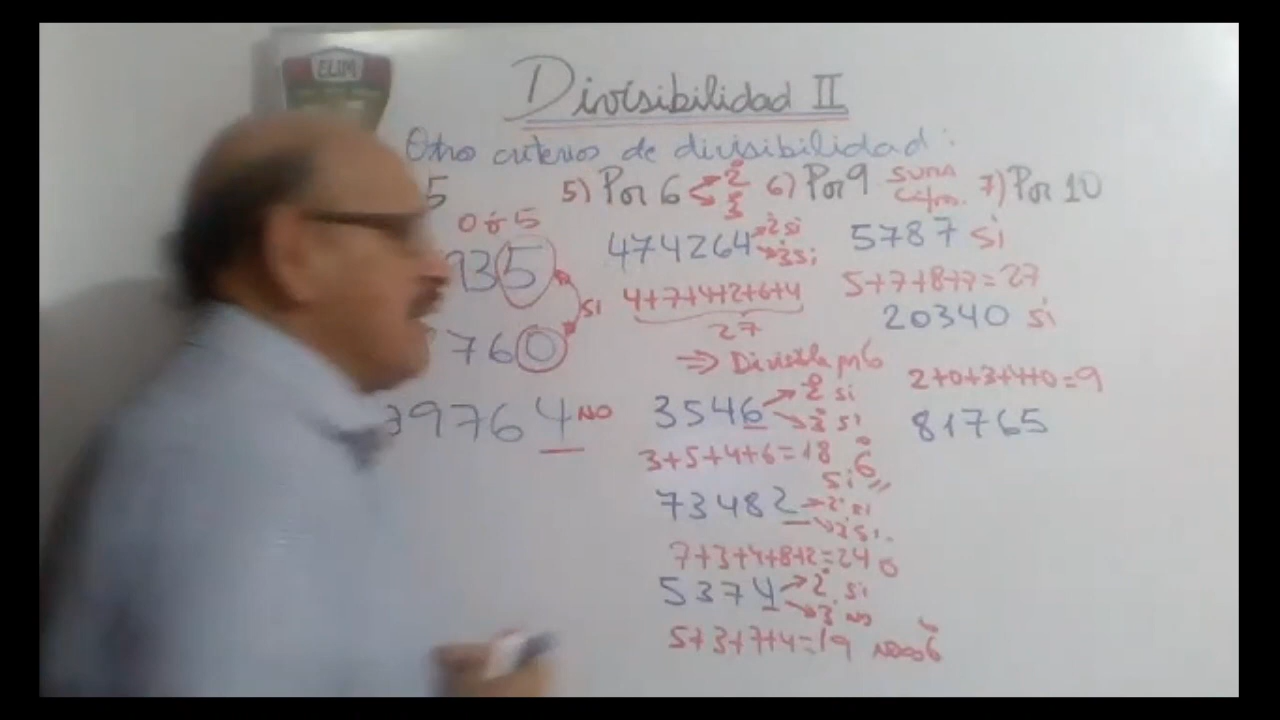 ELIM
Divisibilidad II
Otros criterios de divisibilidad:
5
0 ó 5
935
si
760
9764 NO
5) Por 6 2 3
474264 2 si
3 si
4+7+4+2+6+4
27
⇒ Divisible por 6
3546 2 si
3 si
3+5+4+6=18 6
si
73482 2 si
3 si.
7+3+4+8+2=24
5374 2 si
3 no
5+3+7+4=19 6
6) Por 9 suma cifras.
5787 si
5+7+8+7=27
20340 si
2+0+3+4+0=9
81765
7) Por 10